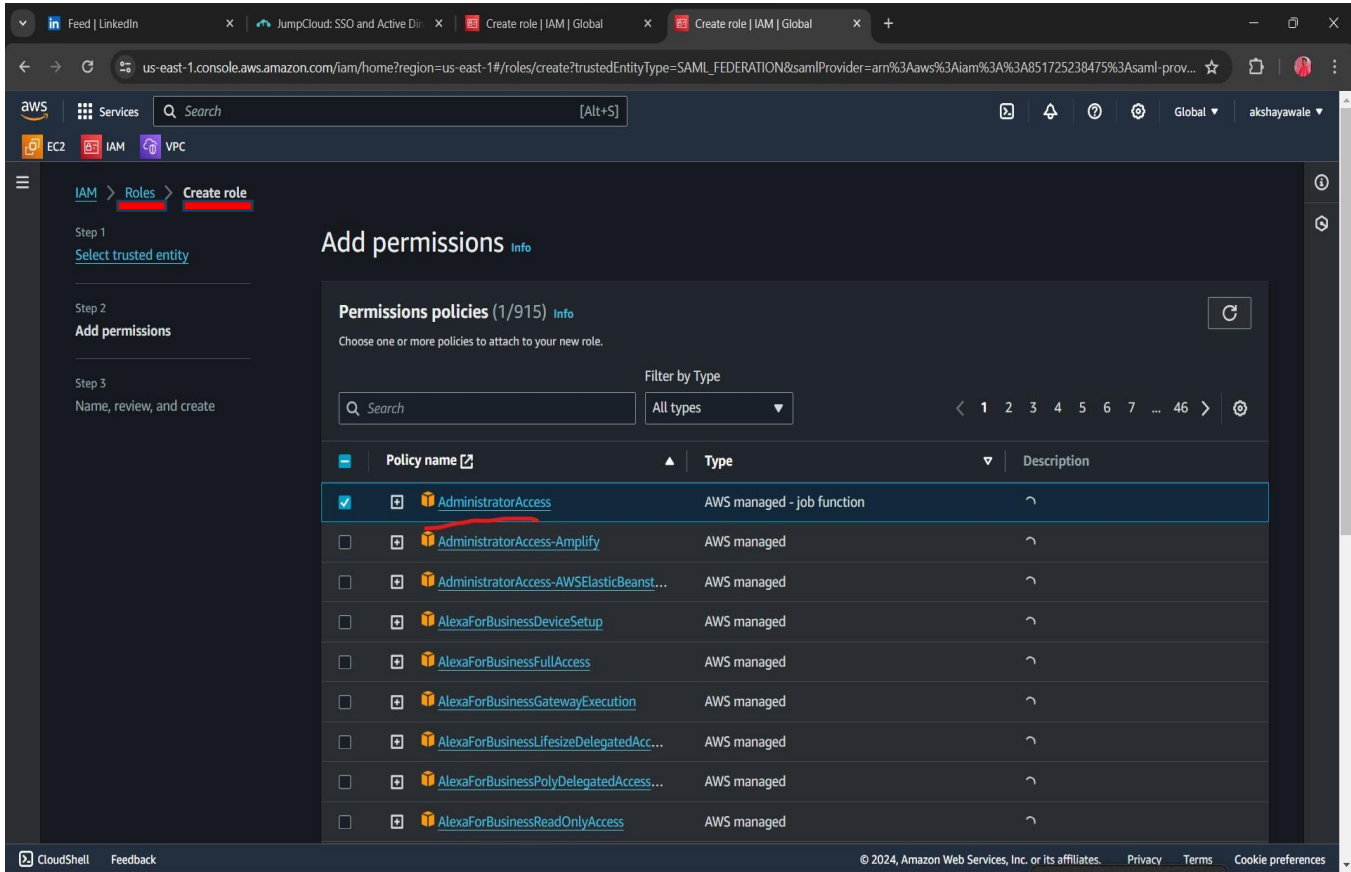 Feed | LinkedIn
JumpCloud: SSO and Active Dir
Create role | IAM | Global
Create role | IAM | Global
us-east-1.console.aws.amazon.com/iam/home?region=us-east-1#/roles/create?trustedEntityType=SAML_FEDERATION&samlProvider=arn%3Aaws%3Aiam%3A%3A851725238475%3Asaml-prov...
aws Services Search [Alt+S] Global akshayawale
EC2 IAM VPC
IAM > Roles > Create role
Step 1
Select trusted entity
Step 2
Add permissions
Step 3
Name, review, and create
Add permissions Info
Permissions policies (1/915) Info
Choose one or more policies to attach to your new role.
Filter by Type
Search All types < 1 2 3 4 5 6 7 ... 46 >
Policy name Type Description
AdministratorAccess AWS managed - job function
AdministratorAccess-Amplify AWS managed
AdministratorAccess-AWSElasticBeanst... AWS managed
AlexaForBusinessDeviceSetup AWS managed
AlexaForBusinessFullAccess AWS managed
AlexaForBusinessGatewayExecution AWS managed
AlexaForBusinessLifesizeDelegatedAcc... AWS managed
AlexaForBusinessPolyDelegatedAccess... AWS managed
AlexaForBusinessReadOnlyAccess AWS managed
CloudShell Feedback © 2024, Amazon Web Services, Inc. or its affiliates. Privacy Terms Cookie preferences